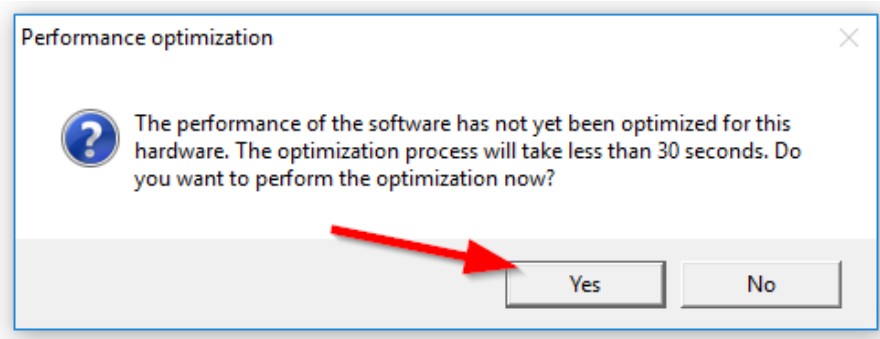 Performance optimization
The performance of the software has not yet been optimized for this
hardware. The optimization process will take less than 30 seconds. Do
you want to perform the optimization now?
Yes
No